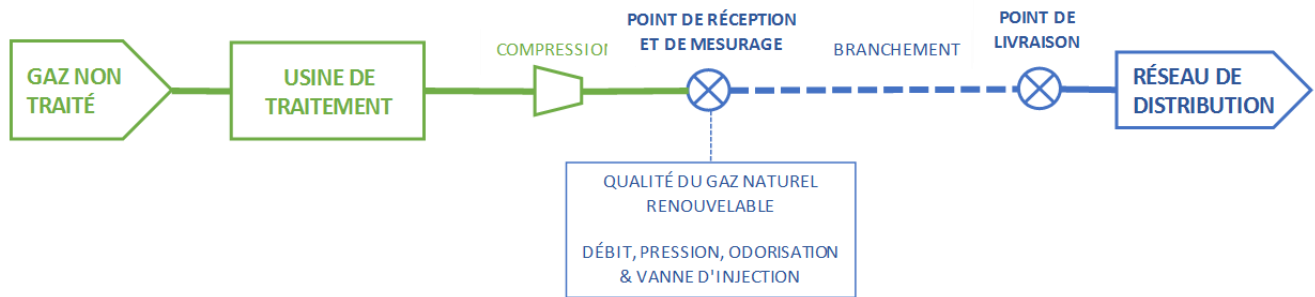 GAZ NON
TRAITÉ
USINE DE
TRAITEMENT
COMPRESSION
POINT DE RÉCEPTION
ET DE MESURAGE
BRANCHEMENT
POINT DE
LIVRAISON
RÉSEAU DE
DISTRIBUTION
QUALITÉ DU GAZ NATUREL
RENOUVELABLE
DÉBIT, PRESSION, ODORISATION
& VANNE D'INJECTION